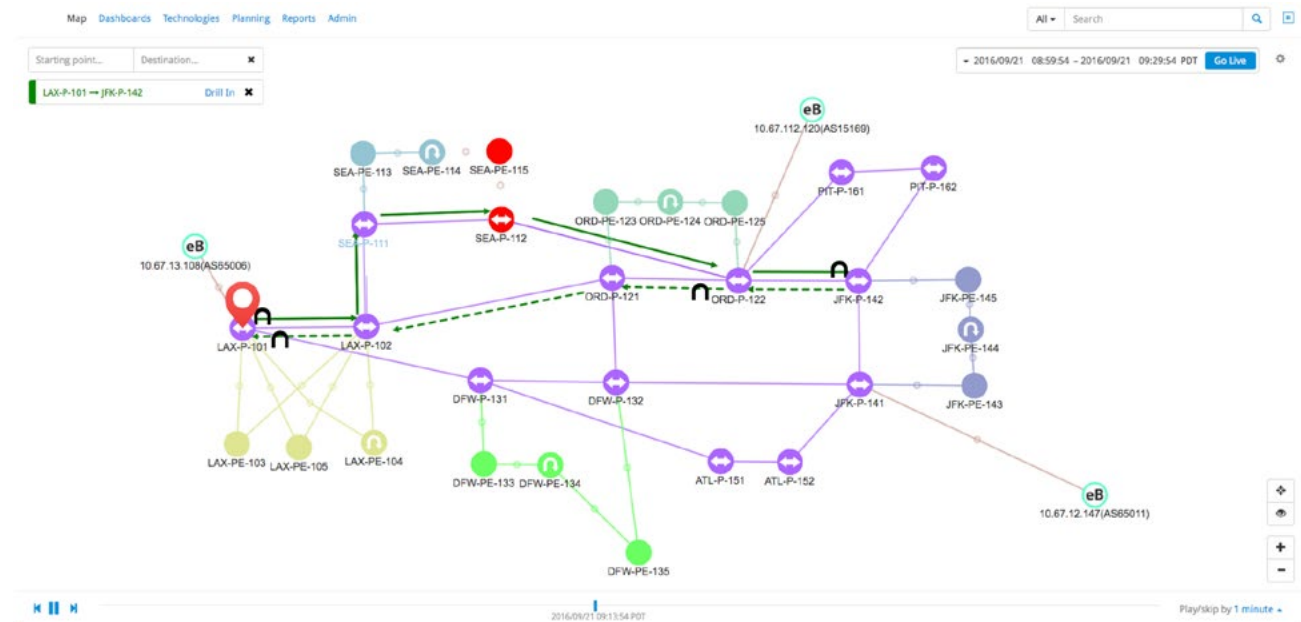 Map Dashboards Technologies Planning Reports Admin
All Search
Starting point... Destination...
2016/09/21 08:59:54 – 2016/09/21 09:29:54 PDT Go Live
LAX-P-101 → JFK-P-142 Drill In
eB
10.67.112.120(AS15169)
SEA-PE-113 SEA-PE-114 SEA-PE-115
PIT-P-161 PIT-P-162
ORD-PE-123 ORD-PE-124 ORD-PE-125
SEA-P-111 SEA-P-112
eB
10.67.13.108(AS65006)
ORD-P-121 ORD-P-122 JFK-P-142 JFK-PE-145
LAX-P-101 LAX-P-102 JFK-PE-144
DFW-P-131 DFW-P-132 JFK-P-141 JFK-PE-143
LAX-PE-103 LAX-PE-105 LAX-PE-104
DFW-PE-133 DFW-PE-134 ATL-P-151 ATL-P-152
eB
10.67.12.147(AS65011)
DFW-PE-135
2016/09/21 09:13:54 PDT
Play/skip by 1 minute